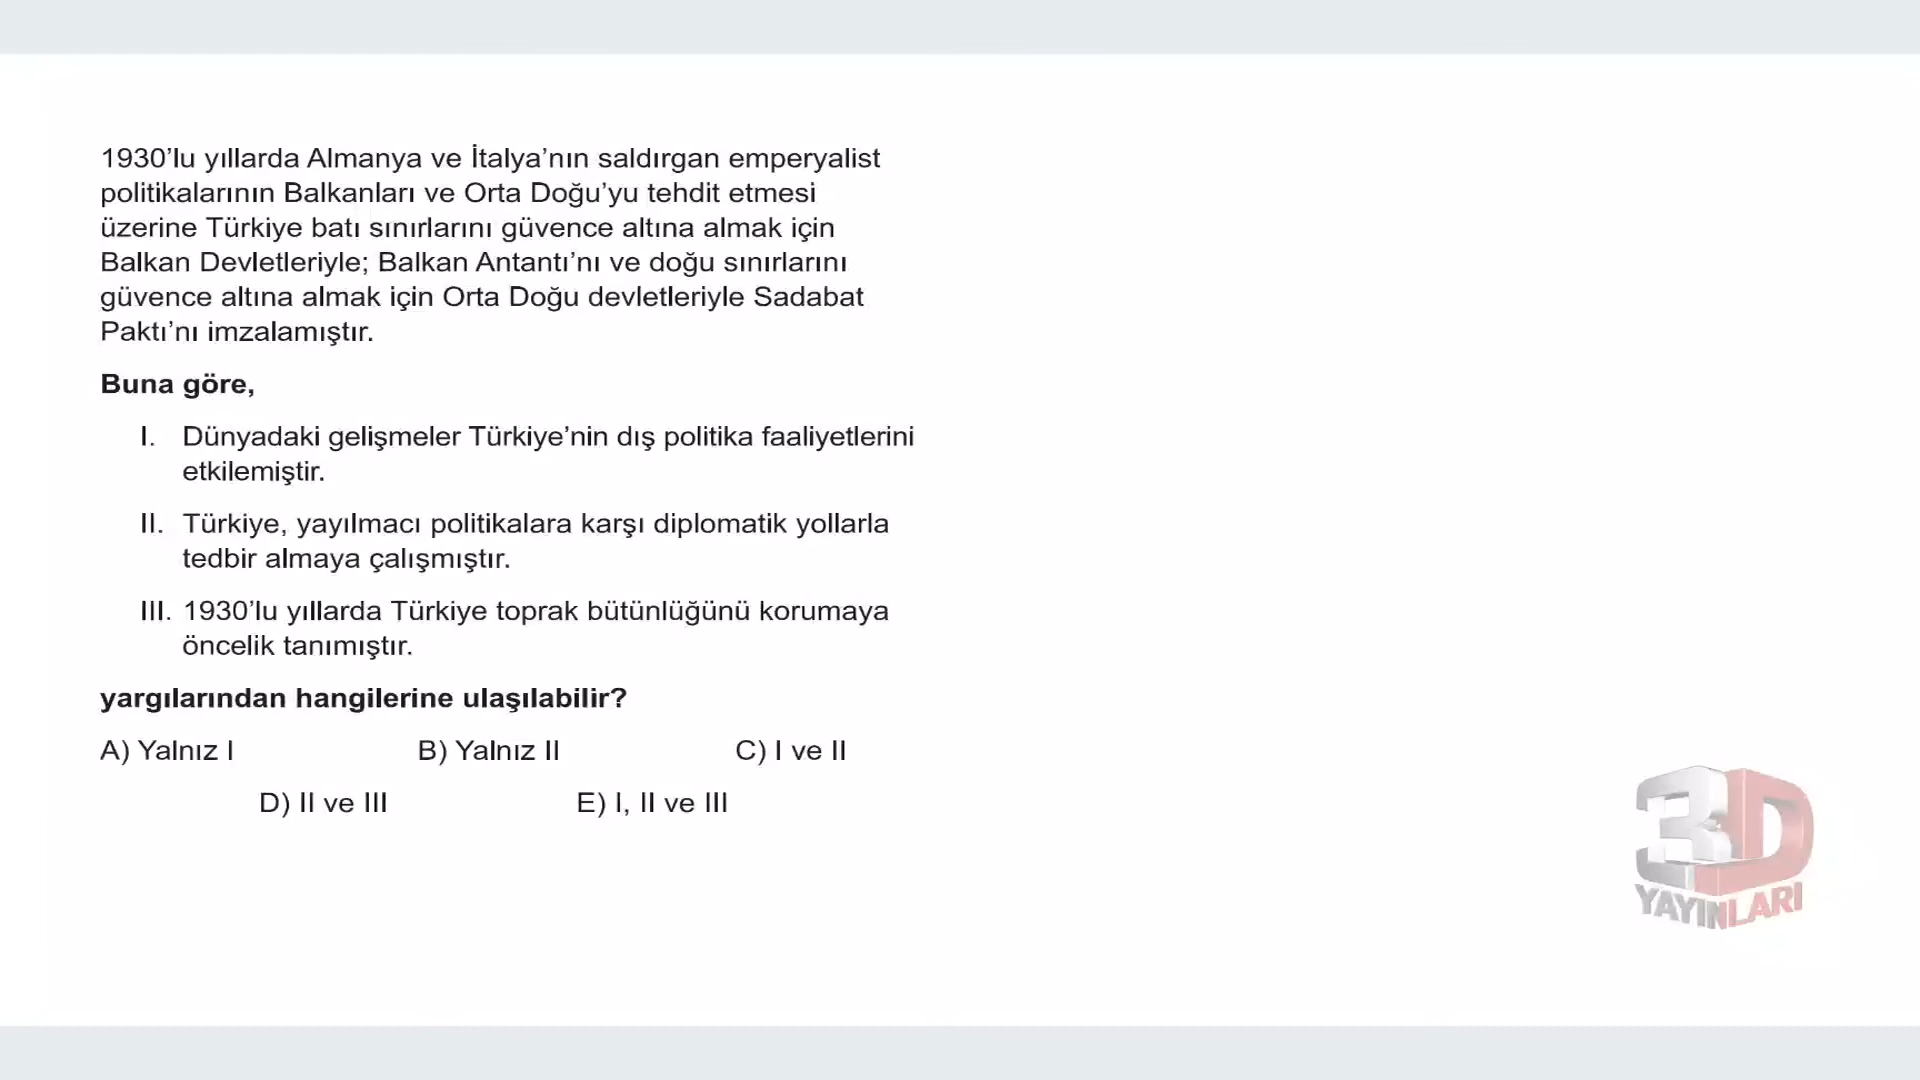 1930’lu yıllarda Almanya ve İtalya’nın saldırgan emperyalist
politikalarının Balkanları ve Orta Doğu’yu tehdit etmesi
üzerine Türkiye batı sınırlarını güvence altına almak için
Balkan Devletleriyle; Balkan Antantı’nı ve doğu sınırlarını
güvence altına almak için Orta Doğu devletleriyle Sadabat
Paktı’nı imzalamıştır.
Buna göre,
I. Dünyadaki gelişmeler Türkiye’nin dış politika faaliyetlerini
etkilemiştir.
II. Türkiye, yayılmacı politikalara karşı diplomatik yollarla
tedbir almaya çalışmıştır.
III. 1930’lu yıllarda Türkiye toprak bütünlüğünü korumaya
öncelik tanımıştır.
yargılarından hangilerine ulaşılabilir?
A) Yalnız I B) Yalnız II C) I ve II
D) II ve III E) I, II ve III
3D
YAYINLARI